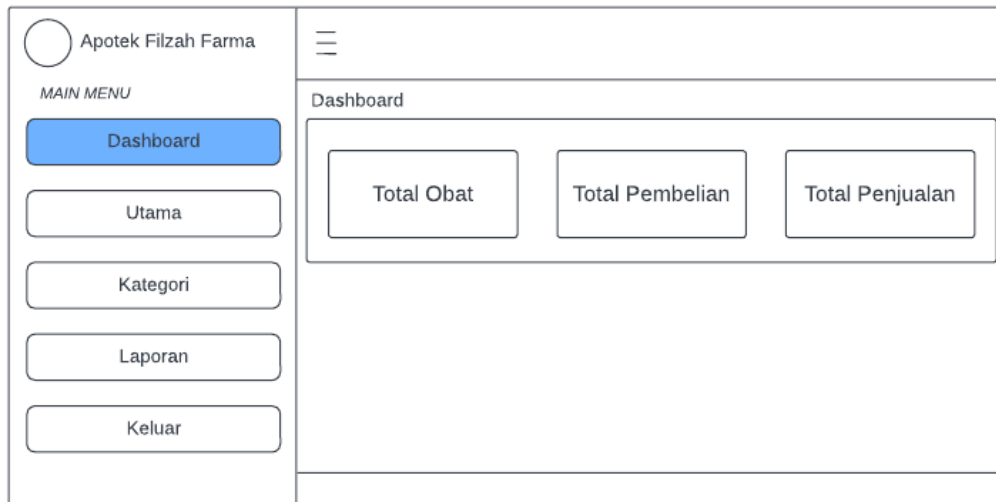 Apotek Filzah Farma
MAIN MENU
Dashboard
Utama
Kategori
Laporan
Keluar
Dashboard
Total Obat
Total Pembelian
Total Penjualan